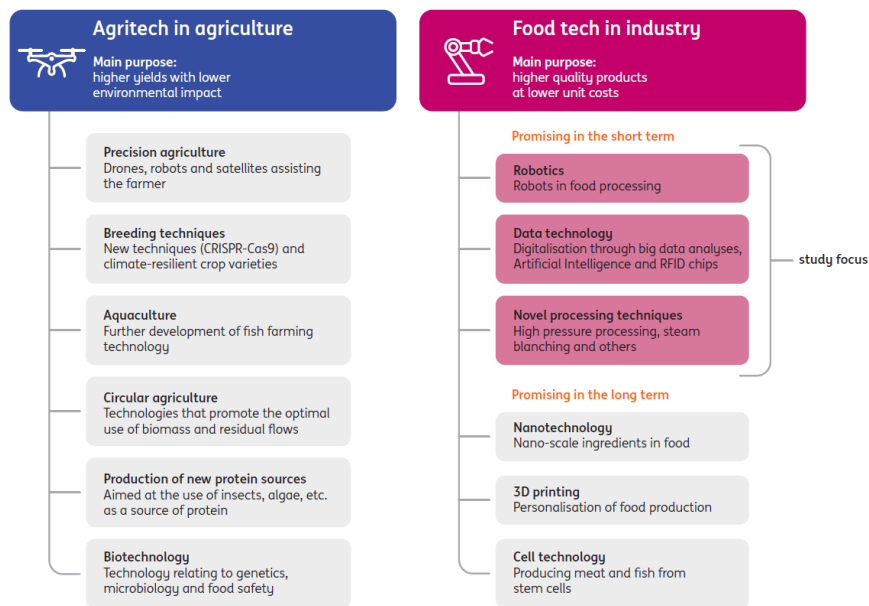 Agritech in agriculture
Main purpose:
higher yields with lower
environmental impact
Precision agriculture
Drones, robots and satellites assisting
the farmer
Breeding techniques
New techniques (CRISPR-Cas9) and
climate-resilient crop varieties
Aquaculture
Further development of fish farming
technology
Circular agriculture
Technologies that promote the optimal
use of biomass and residual flows
Production of new protein sources
Aimed at the use of insects, algae, etc.
as a source of protein
Biotechnology
Technology relating to genetics,
microbiology and food safety
Food tech in industry
Main purpose:
higher quality products
at lower unit costs
Promising in the short term
Robotics
Robots in food processing
Data technology
Digitalisation through big data analyses,
Artificial Intelligence and RFID chips
Novel processing techniques
High pressure processing, steam
blanching and others
study focus
Promising in the long term
Nanotechnology
Nano-scale ingredients in food
3D printing
Personalisation of food production
Cell technology
Producing meat and fish from
stem cells